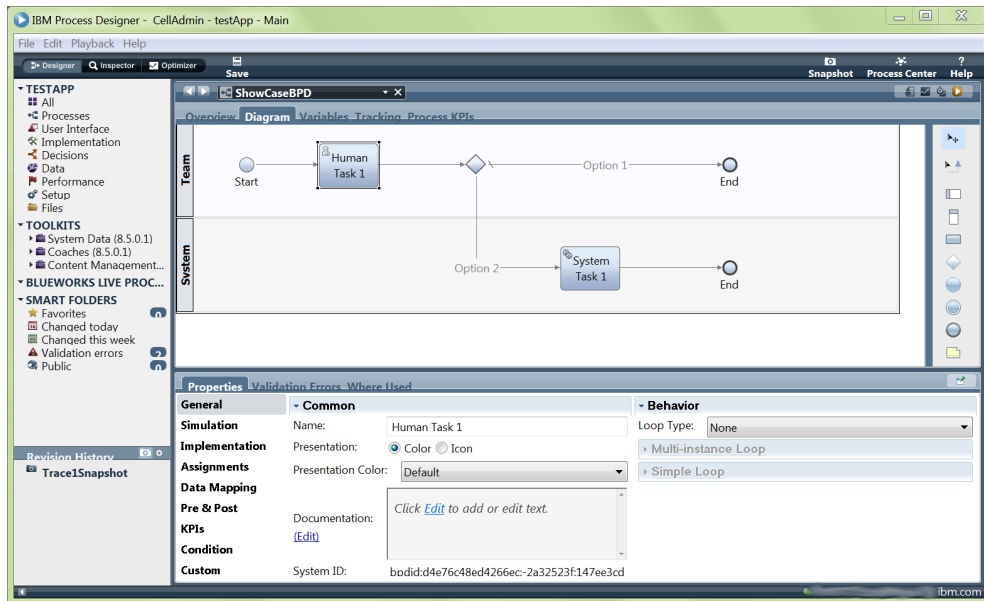 IBM Process Designer - CellAdmin - testApp - Main
File Edit Playback Help
Designer Inspector Optimizer
Save
Snapshot Process Center Help
TESTAPP
All
Processes
User Interface
Implementation
Decisions
Data
Performance
Setup
Files
TOOLKITS
System Data (8.5.0.1)
Coaches (8.5.0.1)
Content Management...
BLUEWORKS LIVE PROC...
SMART FOLDERS
Favorites 0
Changed today
Changed this week
Validation errors 2
Public 0
Revision History
Trace1Snapshot
ShowCaseBPD
Overview Diagram Variables Tracking Process KPIs
Team
Start
Human
Task 1
Option 1
End
System
Option 2
System
Task 1
End
Properties Validation Errors Where Used
General
Simulation
Implementation
Assignments
Data Mapping
Pre & Post
KPIs
Condition
Custom
Common
Name: Human Task 1
Presentation: Color Icon
Presentation Color: Default
Documentation:
(Edit)
Click Edit to add or edit text.
System ID: bpdid:d4e76c48ed4266ec:-2a32523f:147ee3cd
Behavior
Loop Type: None
Multi-instance Loop
Simple Loop
ibm.com